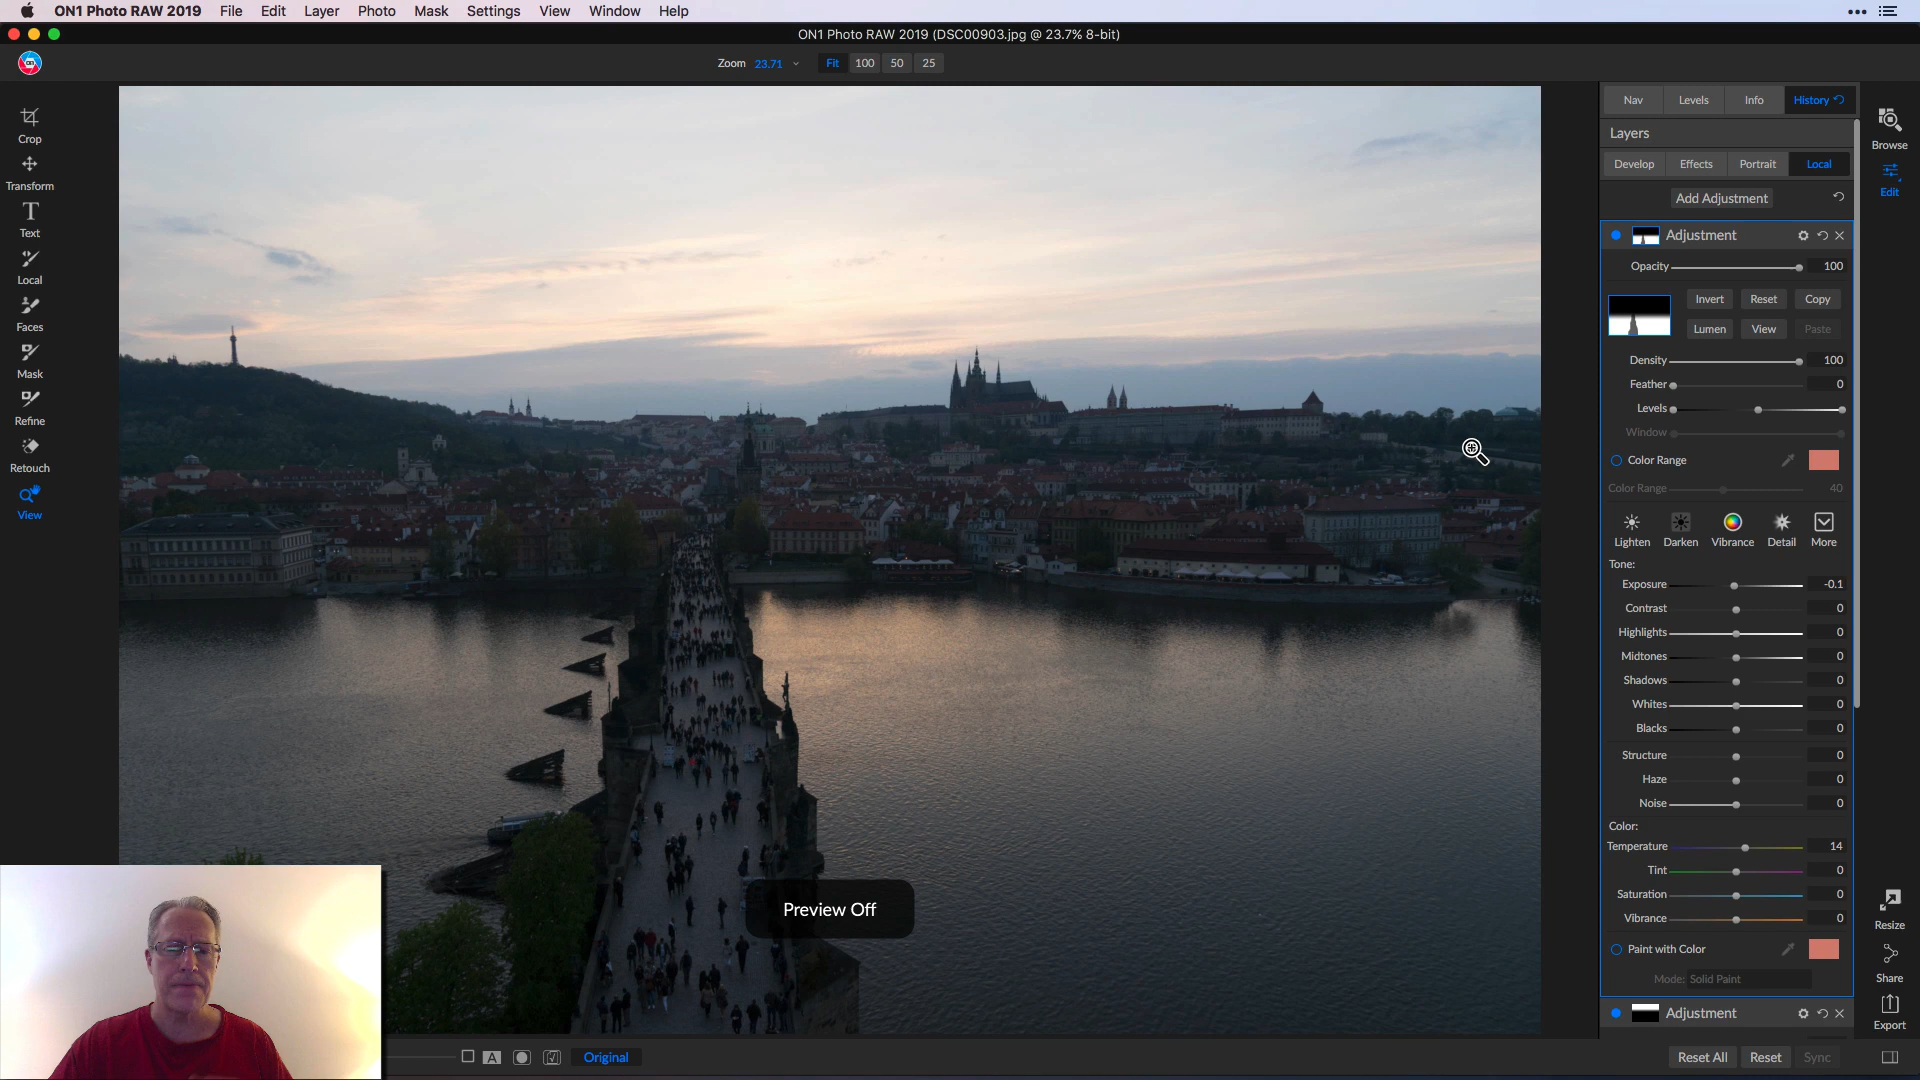 ON1 Photo RAW 2019 File Edit Layer Photo Mask Settings View Window Help
ON1 Photo RAW 2019 (DSC00903.jpg @ 23.7% 8-bit)
ON1
Zoom 23.71 Fit 100 50 25
Crop
Transform
Text
Local
Faces
Mask
Refine
Retouch
View
Nav Levels Info History
Layers
Develop Effects Portrait Local
Add Adjustment
Adjustment
Opacity 100
Invert Reset Copy
Lumen View Paste
Density 100
Feather 0
Levels
Window
Color Range
Color Range 40
Lighten Darken Vibrance Detail More
Tone:
Exposure -0.1
Contrast 0
Highlights 0
Midtones 0
Shadows 0
Whites 0
Blacks 0
Structure 0
Haze 0
Noise 0
Color:
Temperature 14
Tint 0
Saturation 0
Vibrance 0
Paint with Color
Mode: Solid Paint
Adjustment
Browse
Edit
Resize
Share
Export
Preview Off
A Original
Reset All Reset Sync